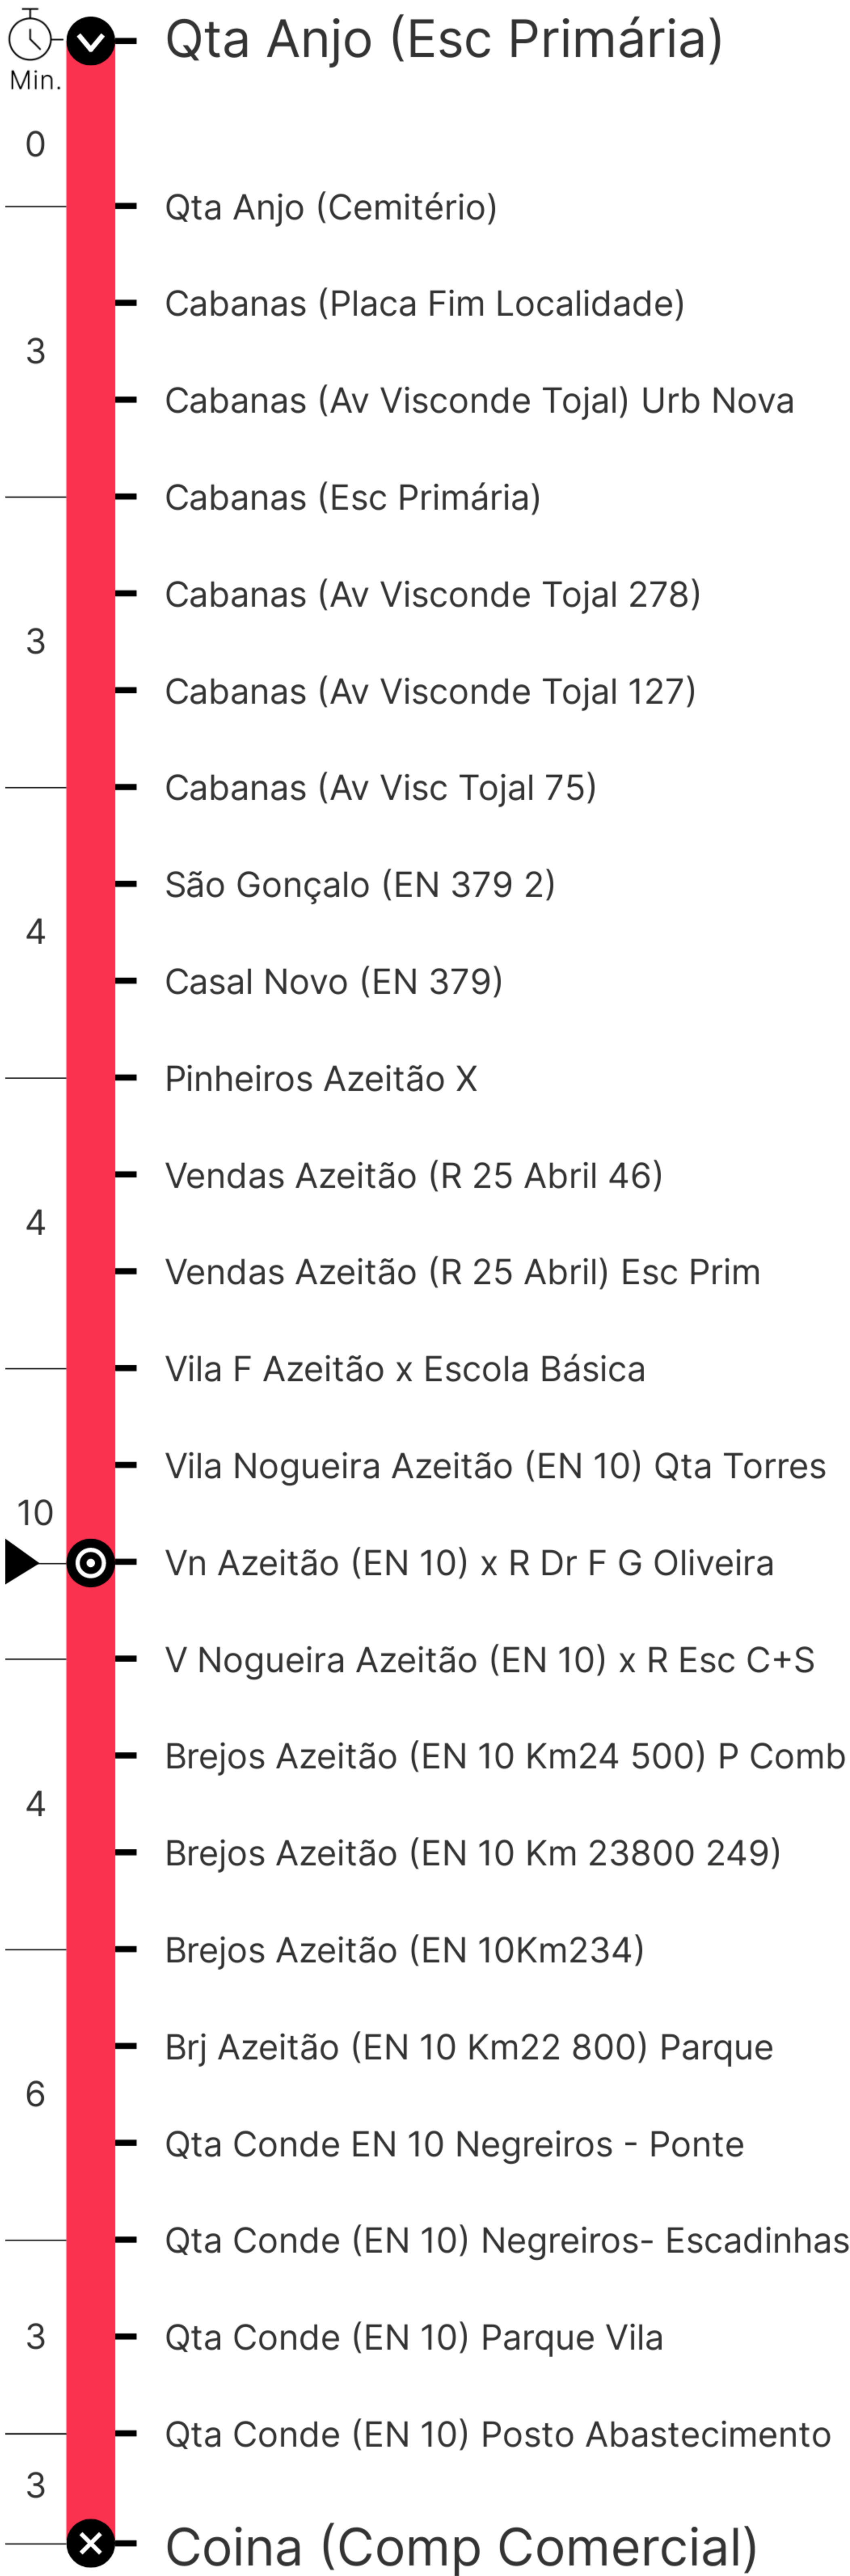 Qta Anjo (Esc Primária)
Min.
0
Qta Anjo (Cemitério)
Cabanas (Placa Fim Localidade)
3
Cabanas (Av Visconde Tojal) Urb Nova
Cabanas (Esc Primária)
Cabanas (Av Visconde Tojal 278)
3
Cabanas (Av Visconde Tojal 127)
Cabanas (Av Visc Tojal 75)
São Gonçalo (EN 379 2)
4
Casal Novo (EN 379)
Pinheiros Azeitão X
Vendas Azeitão (R 25 Abril 46)
4
Vendas Azeitão (R 25 Abril) Esc Prim
Vila F Azeitão x Escola Básica
Vila Nogueira Azeitão (EN 10) Qta Torres
10
Vn Azeitão (EN 10) x R Dr F G Oliveira
V Nogueira Azeitão (EN 10) x R Esc C+S
Brejos Azeitão (EN 10 Km24 500) P Comb
4
Brejos Azeitão (EN 10 Km 23800 249)
Brejos Azeitão (EN 10Km234)
Brj Azeitão (EN 10 Km22 800) Parque
6
Qta Conde EN 10 Negreiros - Ponte
Qta Conde (EN 10) Negreiros- Escadinhas
3
Qta Conde (EN 10) Parque Vila
Qta Conde (EN 10) Posto Abastecimento
3
Coina (Comp Comercial)